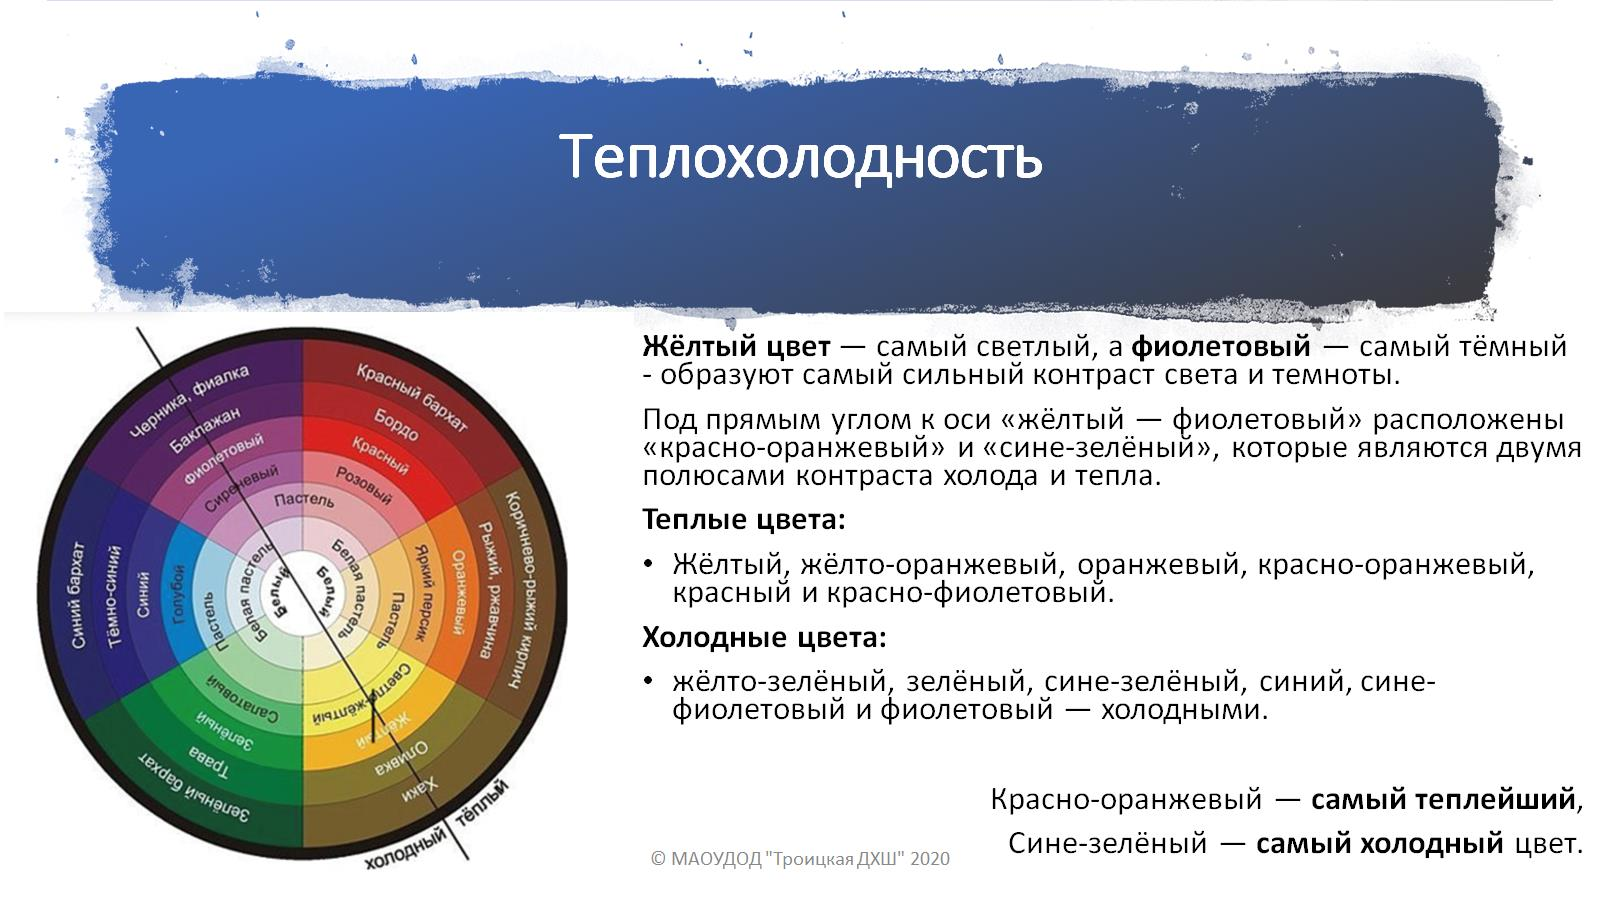 Теплохолодность
Жёлтый цвет — самый светлый, а фиолетовый — самый тёмный
- образуют самый сильный контраст света и темноты.
Под прямым углом к оси «жёлтый — фиолетовый» расположены
«красно-оранжевый» и «сине-зелёный», которые являются двумя
полюсами контраста холода и тепла.
Теплые цвета:
• Жёлтый, жёлто-оранжевый, оранжевый, красно-оранжевый,
красный и красно-фиолетовый.
Холодные цвета:
• жёлто-зелёный, зелёный, сине-зелёный, синий, сине-
фиолетовый и фиолетовый — холодными.
Красно-оранжевый — самый теплейший,
Сине-зелёный — самый холодный цвет.
© МАОУДОД "Троицкая ДХШ" 2020
Черника, фиалка
Баклажан
Фиолетовый
Сиреневый
Пастель
Белая пастель
Белый
Красный бархат
Бордо
Красный
Розовый
Белая пастель
Белый
Коричнево-рыжий кирпич
Рыжий, ржавчина
Оранжевый
Яркий персик
Пастель
Светло-жёлтый
Жёлтый
Оливка
Хаки
Зелёный бархат
Трава
Зелёный
Салатовый
Синий бархат
Тёмно-синий
Синий
Голубой
Пастель
Белая пастель
холодный
тёплый